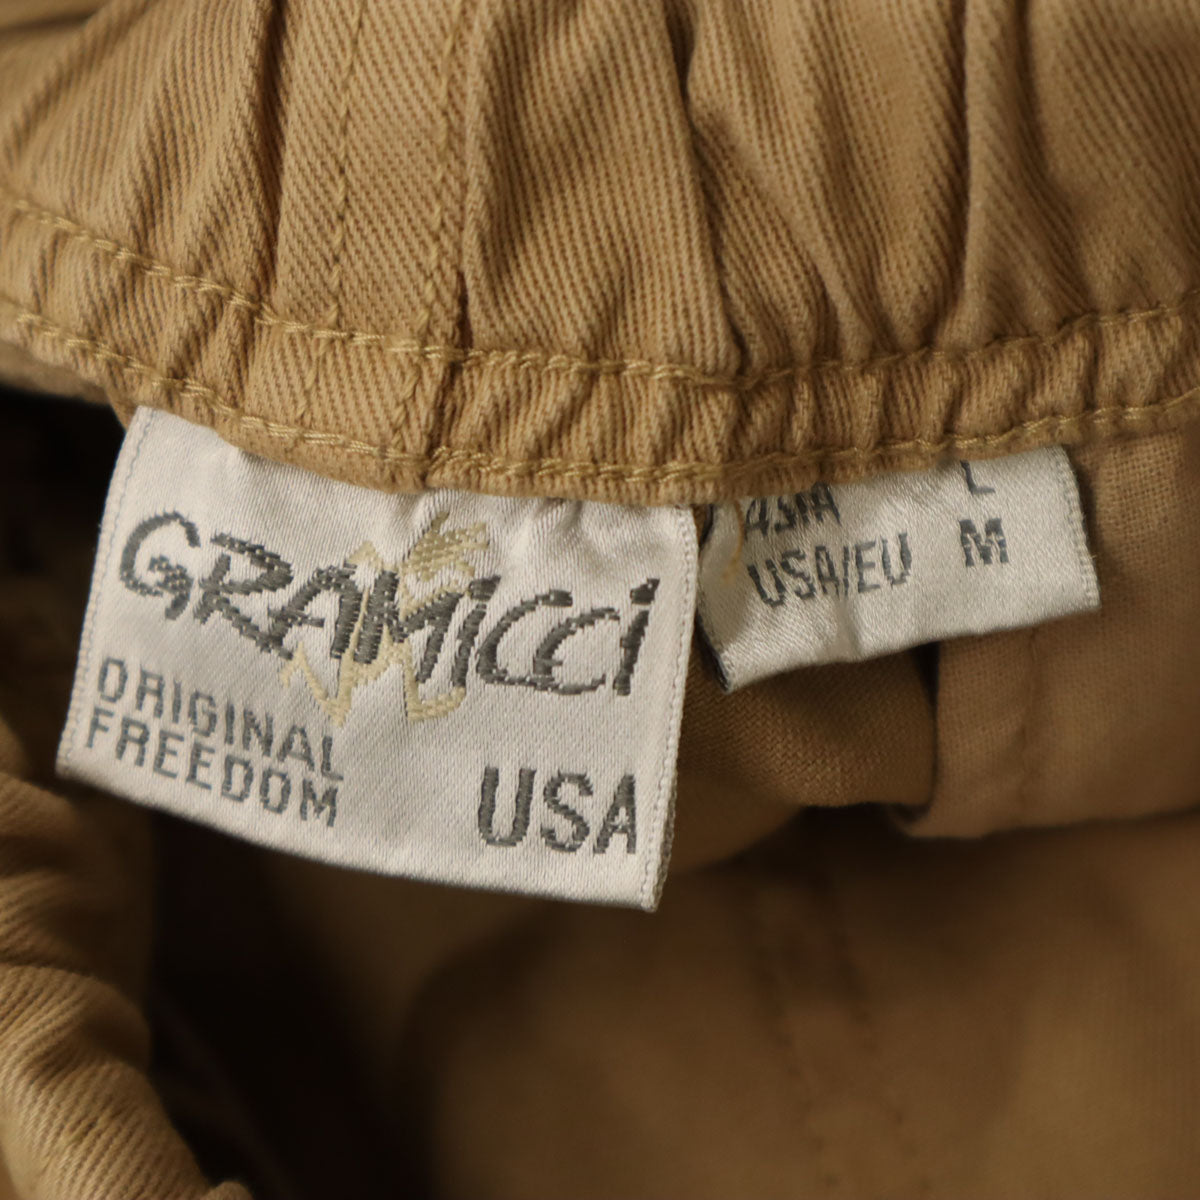 GRAMICCI
ORIGINAL
FREEDOM
USA
ASIA L
USA/EU M